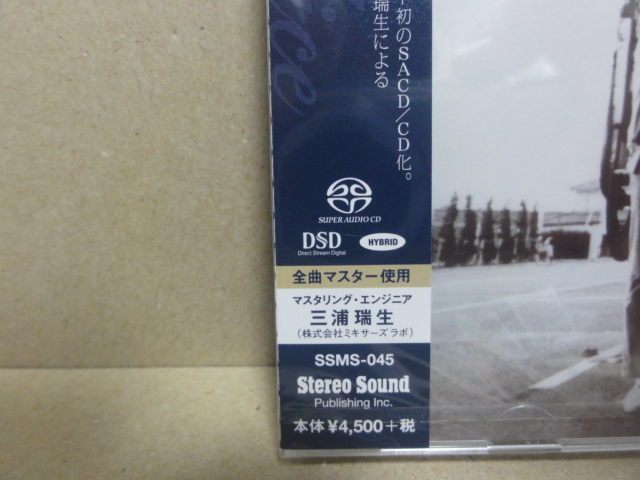 初のSACD/CD化。
瑞生による
SUPER AUDIO CD
DSD
Direct Stream Digital
HYBRID
全曲マスター使用
マスタリング・エンジニア
三浦瑞生
(株式会社ミキサーズラボ)
SSMS-045
Stereo Sound
Publishing Inc.
本体¥4,500+税